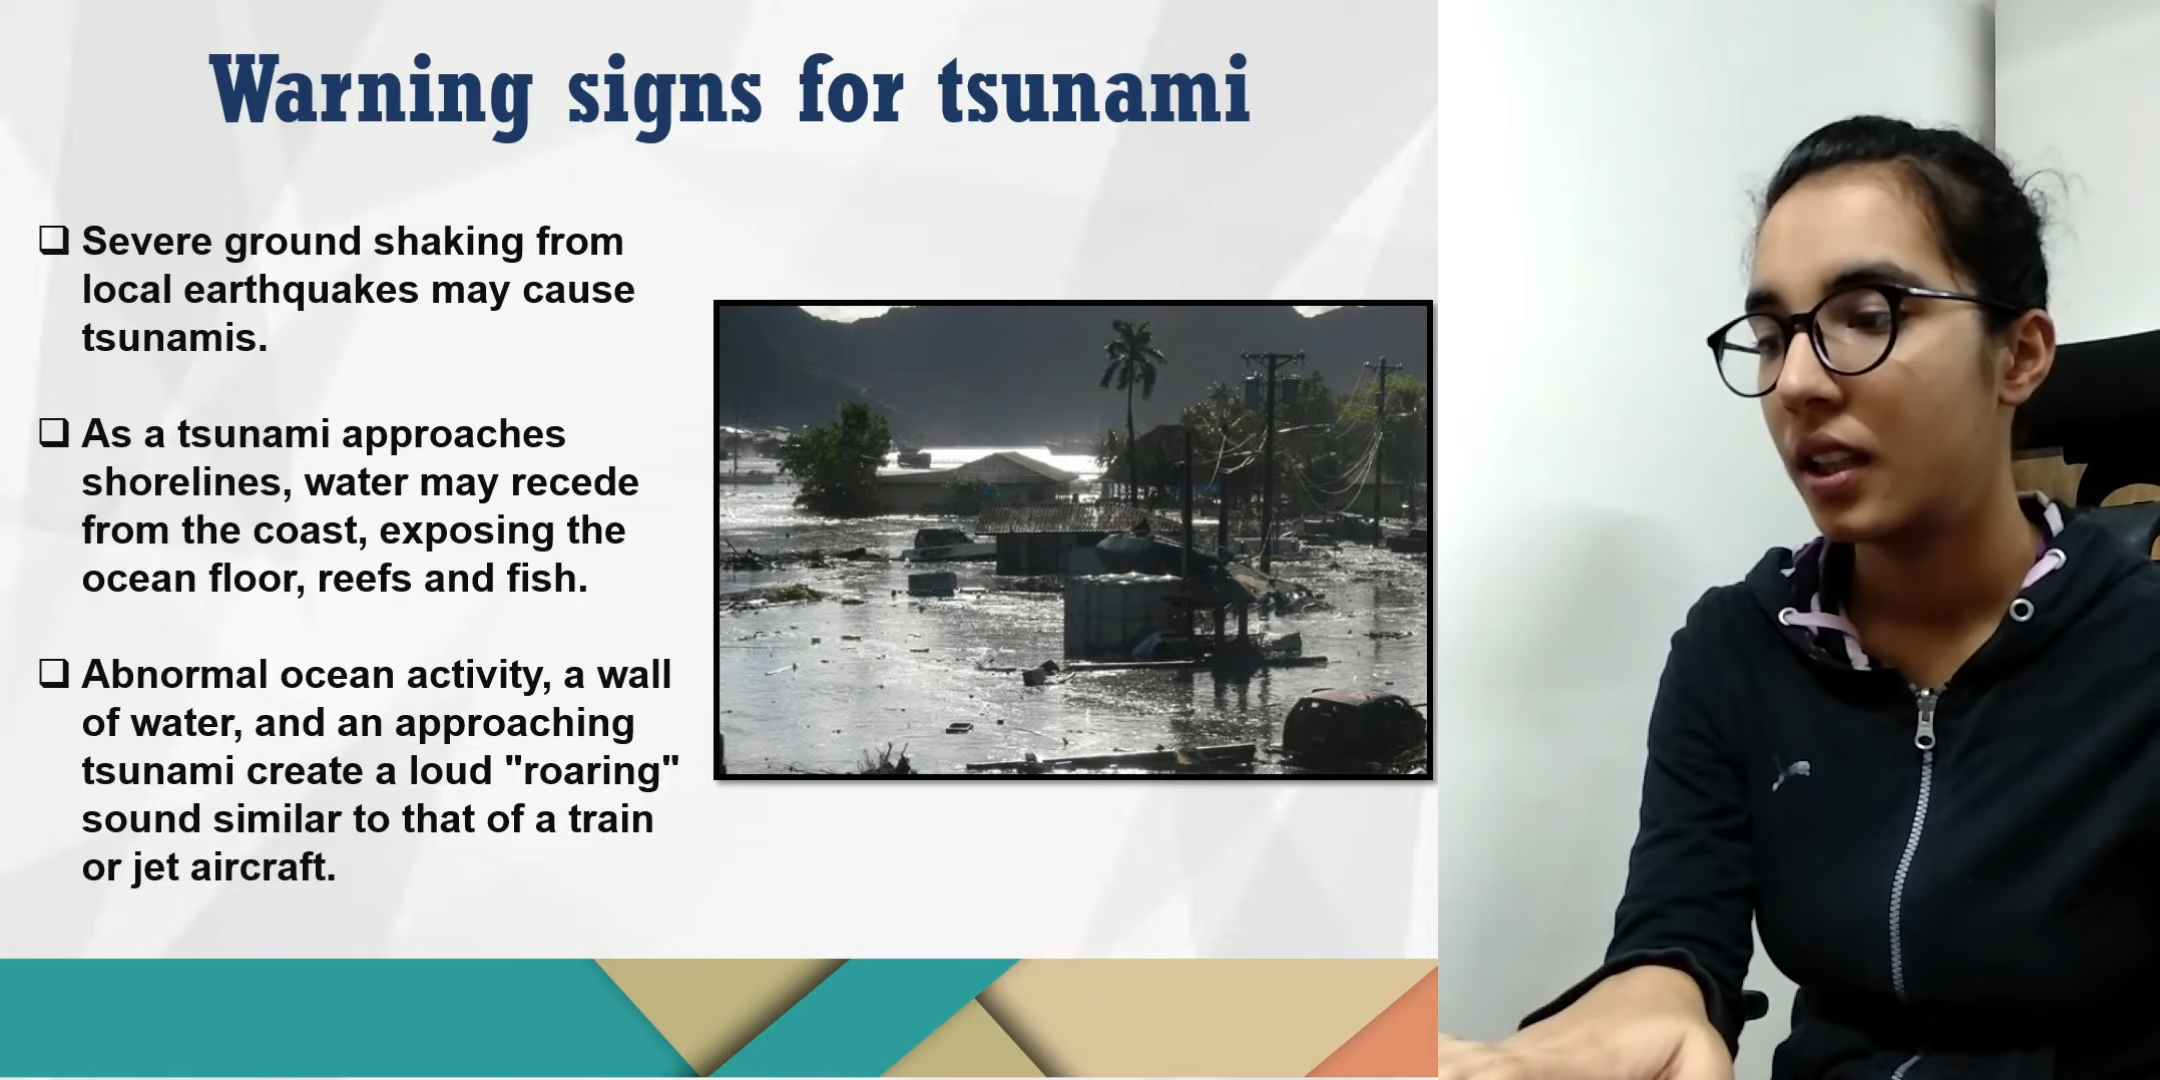 Warning signs for tsunami
Severe ground shaking from
local earthquakes may cause
tsunamis.
As a tsunami approaches
shorelines, water may recede
from the coast, exposing the
ocean floor, reefs and fish.
Abnormal ocean activity, a wall
of water, and an approaching
tsunami create a loud "roaring"
sound similar to that of a train
or jet aircraft.